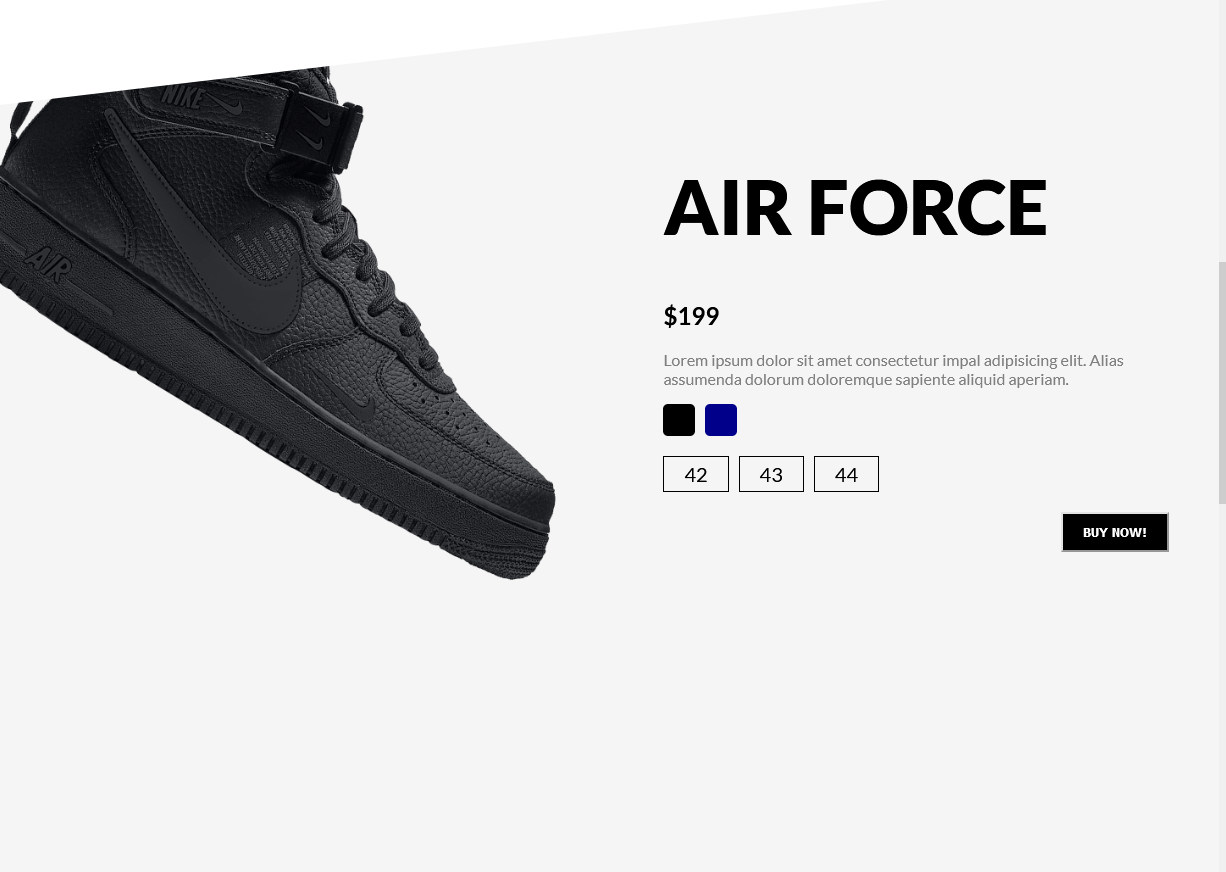 NIKE
AIR
AIR FORCE
$199
Lorem ipsum dolor sit amet consectetur impal adipisicing elit. Alias
assumenda dolorum doloremque sapiente aliquid aperiam.
42 43 44
BUY NOW!